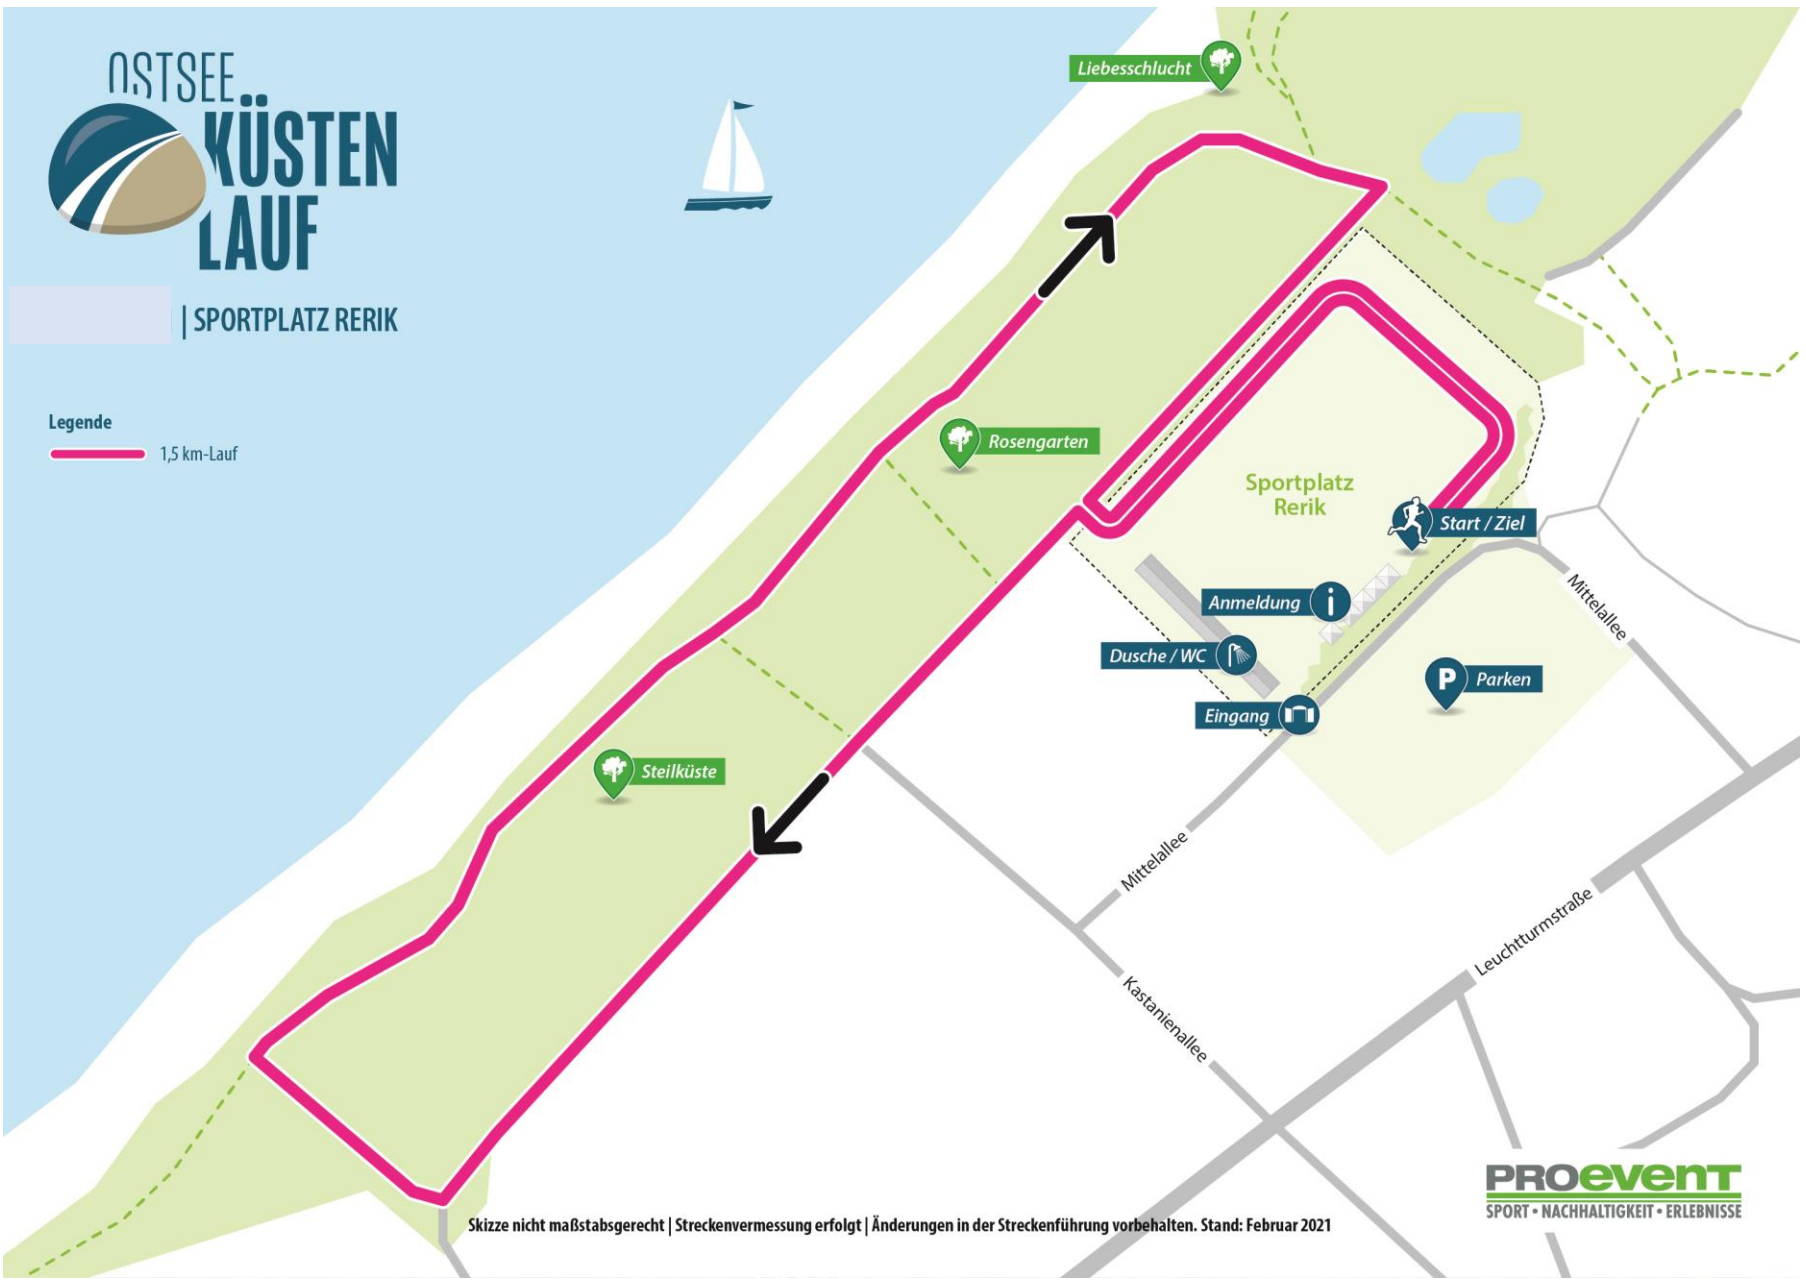 OSTSEE
KÜSTEN
LAUF
| SPORTPLATZ RERIK
Legende
1,5 km-Lauf
Liebesschlucht
Rosengarten
Sportplatz
Rerik
Start / Ziel
Anmeldung i
Mittelallee
Dusche / WC
P Parken
Eingang
Steilküste
Mittelallee
Leuchtturmstraße
Kastanienallee
PROevent
SPORT • NACHHALTIGKEIT • ERLEBNISSE
Skizze nicht maßstabsgerecht | Streckenvermessung erfolgt | Änderungen in der Streckenführung vorbehalten. Stand: Februar 2021